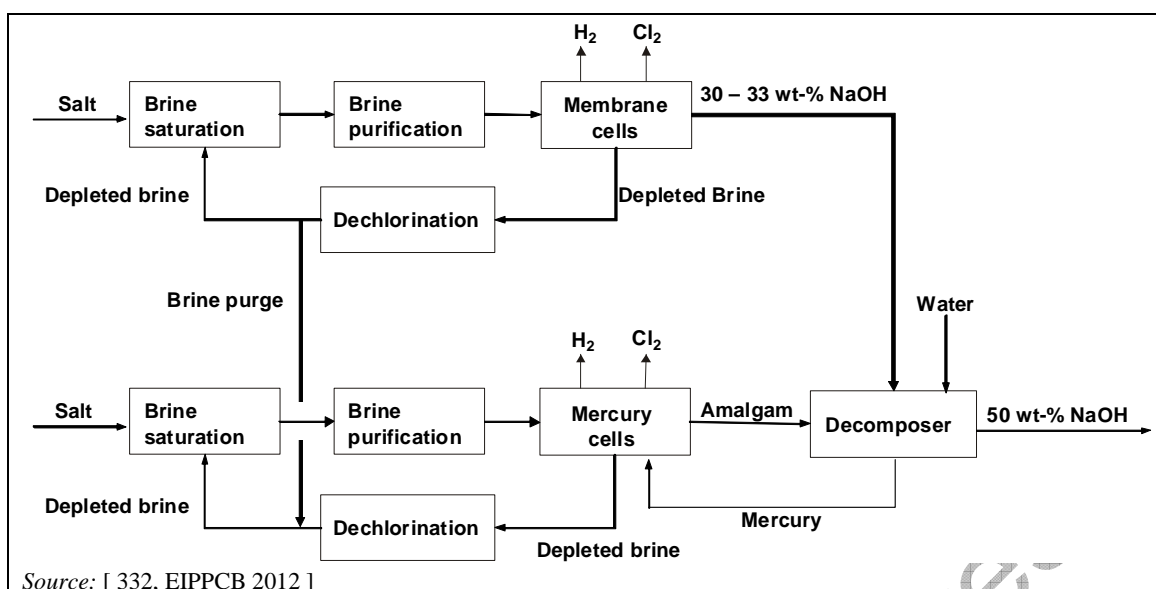 H2 Cl2
Salt
Brine
saturation
Brine
purification
Membrane
cells
30 – 33 wt-% NaOH
Depleted brine
Dechlorination
Depleted Brine
Brine purge
Water
H2 Cl2
Salt
Brine
saturation
Brine
purification
Mercury
cells
Amalgam
Decomposer
50 wt-% NaOH
Depleted brine
Dechlorination
Depleted brine
Mercury
Source: [ 332, EIPPCB 2012 ]